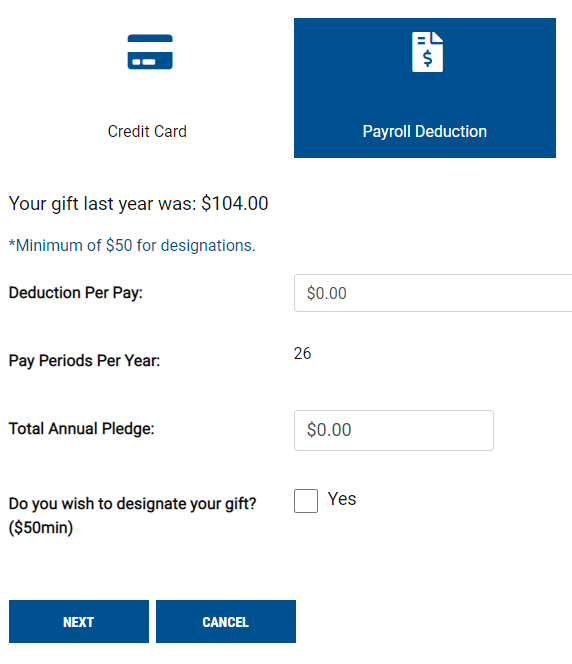 Credit Card
$
Payroll Deduction
Your gift last year was: $104.00
*Minimum of $50 for designations.
Deduction Per Pay:
$0.00
Pay Periods Per Year:
26
Total Annual Pledge:
$0.00
Do you wish to designate your gift?
($50min)
Yes
NEXT
CANCEL